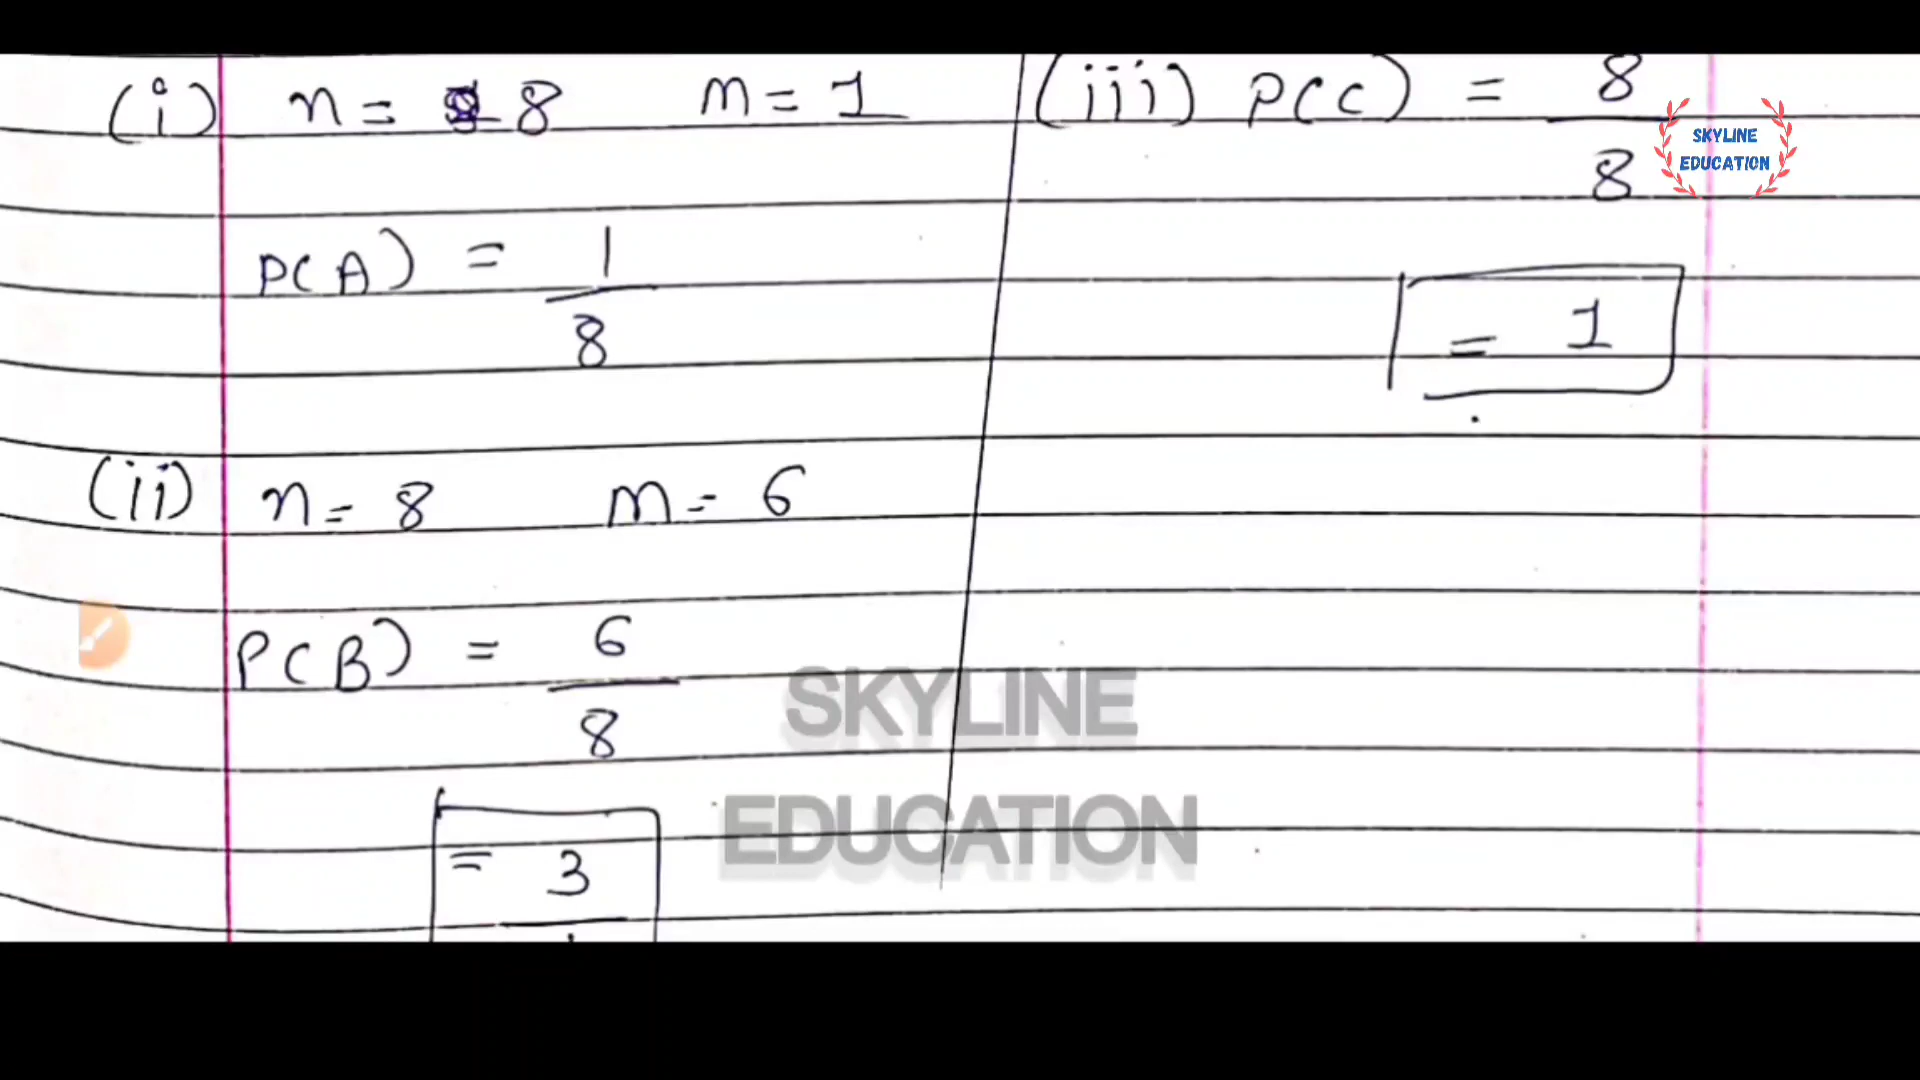 (i) n = 8 m = 1
P(A) = 1
8
(ii) n = 8 m = 6
P(B) = 6
8
= 3
(iii) P(C) = 8
8
= 1
SKYLINE
EDUCATION
SKYLINE
EDUCATION